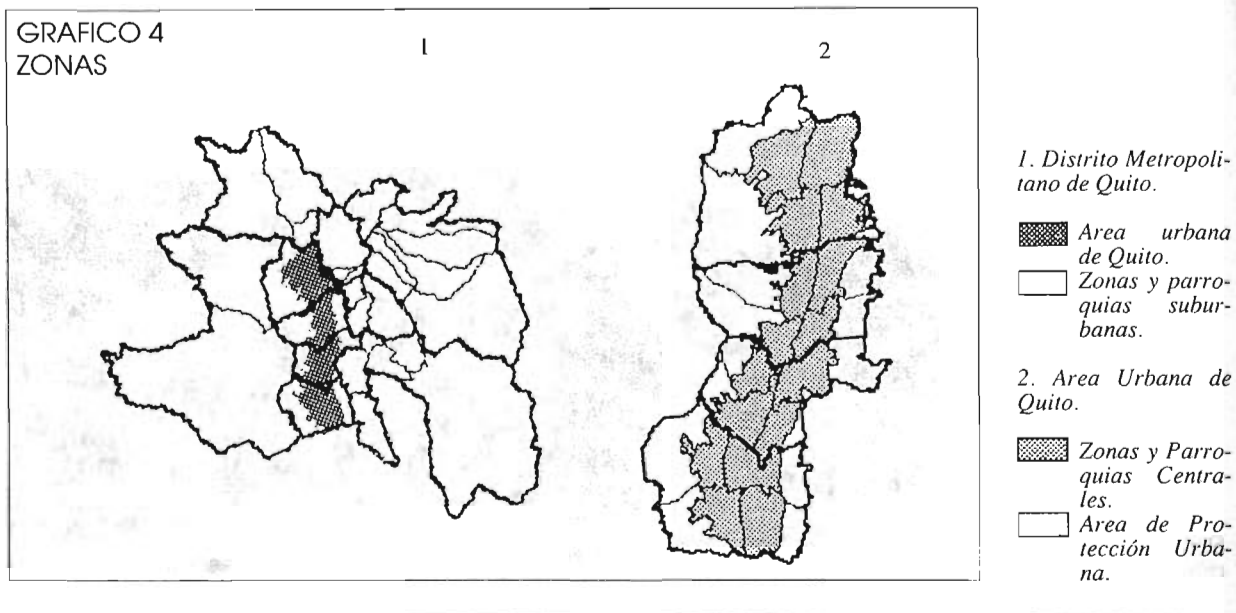 GRAFICO 4
ZONAS
1
2
1. Distrito Metropoli-
tano de Quito.
Area urbana
de Quito.
Zonas y parro-
quias subur-
banas.
2. Area Urbana de
Quito.
Zonas y Parro-
quias Centra-
les.
Area de Pro-
tección Urba-
na.